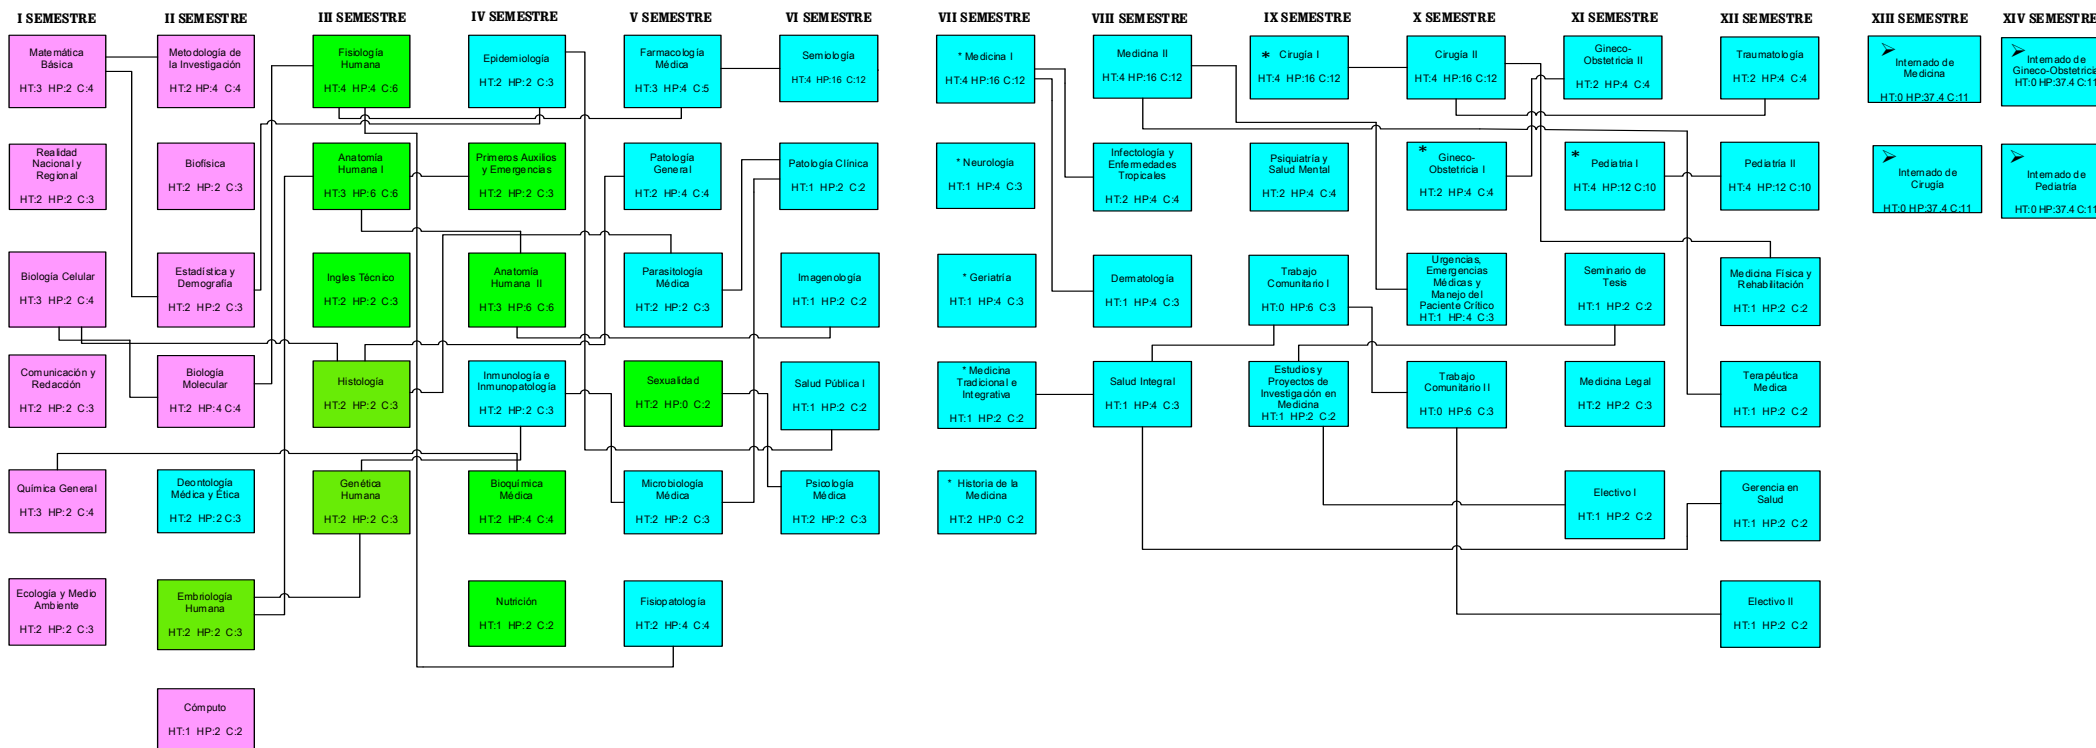 I SEMESTRE
Matemática
Básica
HT:3 HP:2 C:4
Realidad
Nacional y
Regional
HT:2 HP:2 C:3
Biología Celular
HT:3 HP:2 C:4
Comunicación y
Redacción
HT:2 HP:2 C:3
Química General
HT:3 HP:2 C:4
Ecología y Medio
Ambiente
HT:2 HP:2 C:3
II SEMESTRE
Metodología de
la Investigación
HT:2 HP:4 C:4
Biofísica
HT:2 HP:2 C:3
Estadística y
Demografía
HT:2 HP:2 C:3
Biología
Molecular
HT:2 HP:4 C:4
Deontología
Médica y Ética
HT:2 HP:2 C:3
Embriología
Humana
HT:2 HP:2 C:3
Cómputo
HT:1 HP:2 C:2
III SEMESTRE
Fisiología
Humana
HT:4 HP:4 C:6
Anatomía
Humana I
HT:3 HP:6 C:6
Ingles Técnico
HT:2 HP:2 C:3
Histología
HT:2 HP:2 C:3
Genética
Humana
HT:2 HP:2 C:3
IV SEMESTRE
Epidemiología
HT:2 HP:2 C:3
Primeros Auxilios
y Emergencias
HT:2 HP:2 C:3
Anatomía
Humana II
HT:3 HP:6 C:6
Inmunología e
Inmunopatología
HT:2 HP:2 C:3
Bioquímica
Médica
HT:2 HP:4 C:4
Nutrición
HT:1 HP:2 C:2
V SEMESTRE
Farmacología
Médica
HT:3 HP:4 C:5
Patología
General
HT:2 HP:4 C:4
Parasitología
Médica
HT:2 HP:2 C:3
Sexualidad
HT:2 HP:0 C:2
Microbiología
Médica
HT:2 HP:2 C:3
Fisiopatología
HT:2 HP:4 C:4
VI SEMESTRE
Semiología
HT:4 HP:16 C:12
Patología Clínica
HT:1 HP:2 C:2
Imagenología
HT:1 HP:2 C:2
Salud Pública I
HT:1 HP:2 C:2
Psicología
Médica
HT:2 HP:2 C:3
VII SEMESTRE
* Medicina I
HT:4 HP:16 C:12
* Neurología
HT:1 HP:4 C:3
* Geriatría
HT:1 HP:4 C:3
* Medicina
Tradicional e
Integrativa
HT:1 HP:2 C:2
* Historia de la
Medicina
HT:2 HP:0 C:2
VIII SEMESTRE
Medicina II
HT:4 HP:16 C:12
Infectología y
Enfermedades
Tropicales
HT:2 HP:4 C:4
Dermatología
HT:1 HP:4 C:3
Salud Integral
HT:1 HP:4 C:3
IX SEMESTRE
* Cirugía I
HT:4 HP:16 C:12
Psiquiatría y
Salud Mental
HT:2 HP:4 C:4
Trabajo
Comunitario I
HT:0 HP:6 C:3
Estudios y
Proyectos de
Investigación en
Medicina
HT:1 HP:2 C:2
X SEMESTRE
Cirugía II
HT:4 HP:16 C:12
* Gineco-
Obstetricia I
HT:2 HP:4 C:4
Urgencias,
Emergencias
Médicas y
Manejo del
Paciente Crítico
HT:1 HP:4 C:3
Trabajo
Comunitario II
HT:0 HP:6 C:3
XI SEMESTRE
Gineco-
Obstetricia II
HT:2 HP:4 C:4
* Pediatria I
HT:4 HP:12 C:10
Seminario de
Tesis
HT:1 HP:2 C:2
Medicina Legal
HT:2 HP:2 C:3
Electivo I
HT:1 HP:2 C:2
XII SEMESTRE
Traumatología
HT:2 HP:4 C:4
Pediatría II
HT:4 HP:12 C:10
Medicina Física y
Rehabilitación
HT:1 HP:2 C:2
Terapéutica
Medica
HT:1 HP:2 C:2
Gerencia en
Salud
HT:1 HP:2 C:2
Electivo II
HT:1 HP:2 C:2
XIII SEMESTRE
➢
Internado de
Medicina
HT:0 HP:37.4 C:11
➢
Internado de
Cirugía
HT:0 HP:37.4 C:11
XIV SEMESTRE
➢
Internado de
Gineco-Obstetricia
HT:0 HP:37.4 C:11
➢
Internado de
Pediatría
HT:0 HP:37.4 C:11